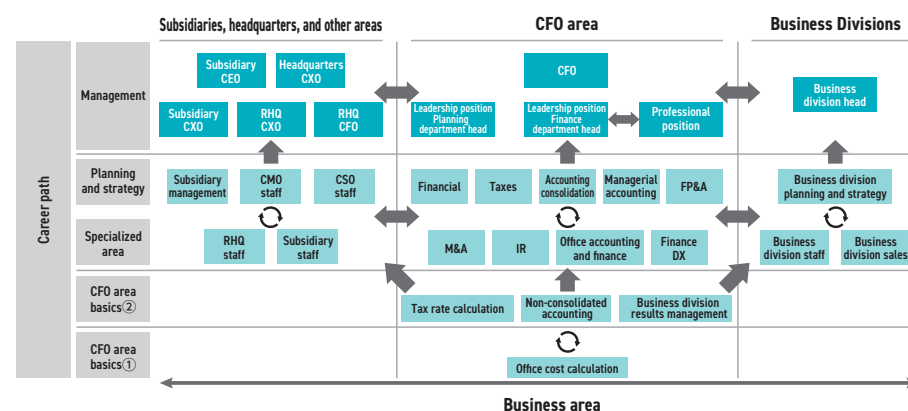 Subsidiaries, headquarters, and other areas
CFO area
Business Divisions
Career path
Management
Subsidiary
CEO
Headquarters
CXO
CFO
Business
division head
Subsidiary
CXO
RHQ
CXO
RHQ
CFO
Leadership position
Planning
department head
Leadership position
Finance
department head
Professional
position
Planning
and strategy
Subsidiary
management
CMO
staff
CSO
staff
Financial
Taxes
Accounting
consolidation
Managerial
accounting
FP&A
Business division
planning and strategy
Specialized
area
RHQ
staff
Subsidiary
staff
M&A
IR
Office accounting
and finance
Finance
DX
Business
division staff
Business
division sales
CFO area
basics②
Tax rate calculation
Non-consolidated
accounting
Business division
results management
CFO area
basics①
Office cost calculation
Business area